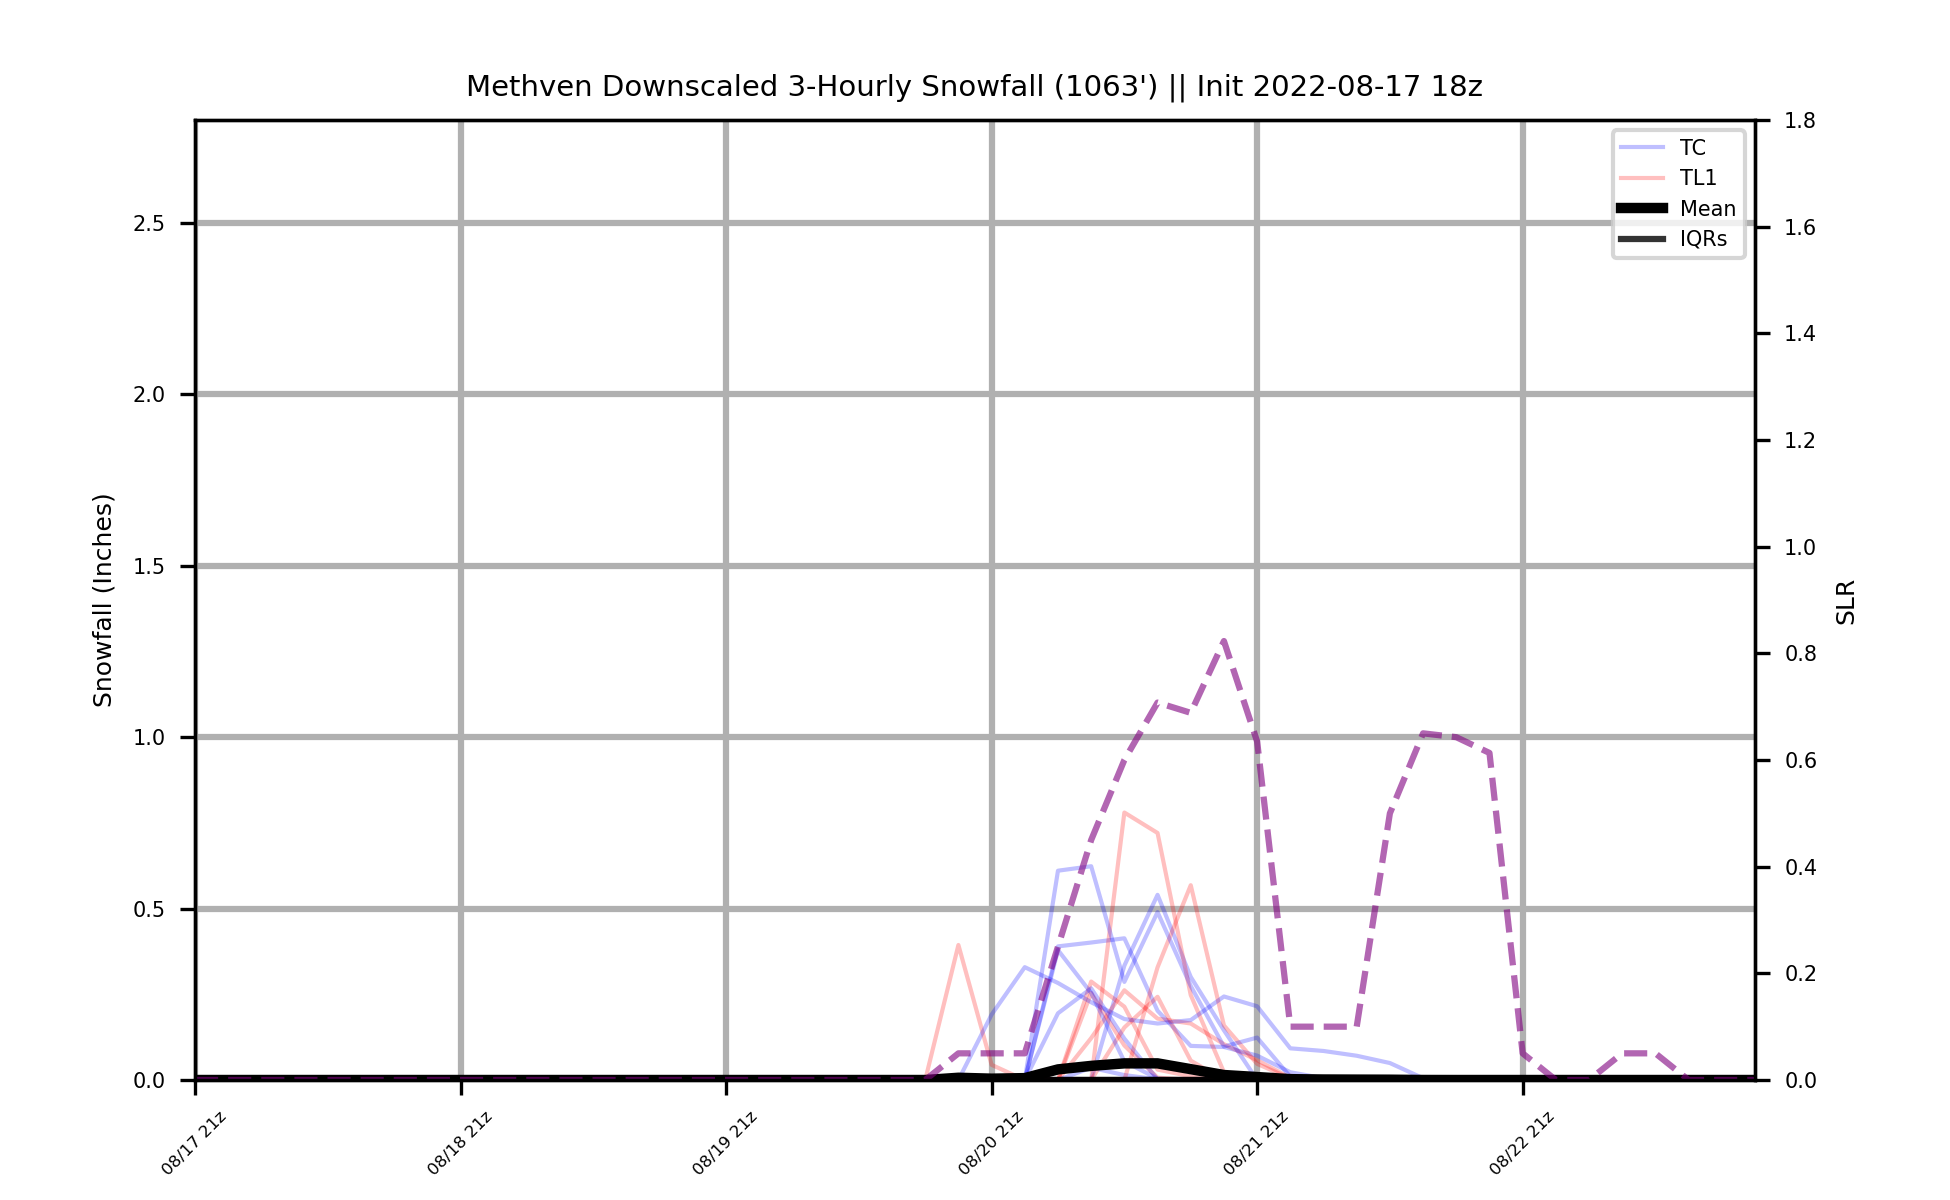 Methven Downscaled 3-Hourly Snowfall (1063') || Init 2022-08-17 18z
TC
TL1
Mean
IQRs
Snowfall (Inches)
2.5
2.0
1.5
1.0
0.5
0.0
1.8
1.6
1.4
1.2
1.0
0.8
0.6
0.4
0.2
0.0
SLR
08/17 21z
08/18 21z
08/19 21z
08/20 21z
08/21 21z
08/22 21z